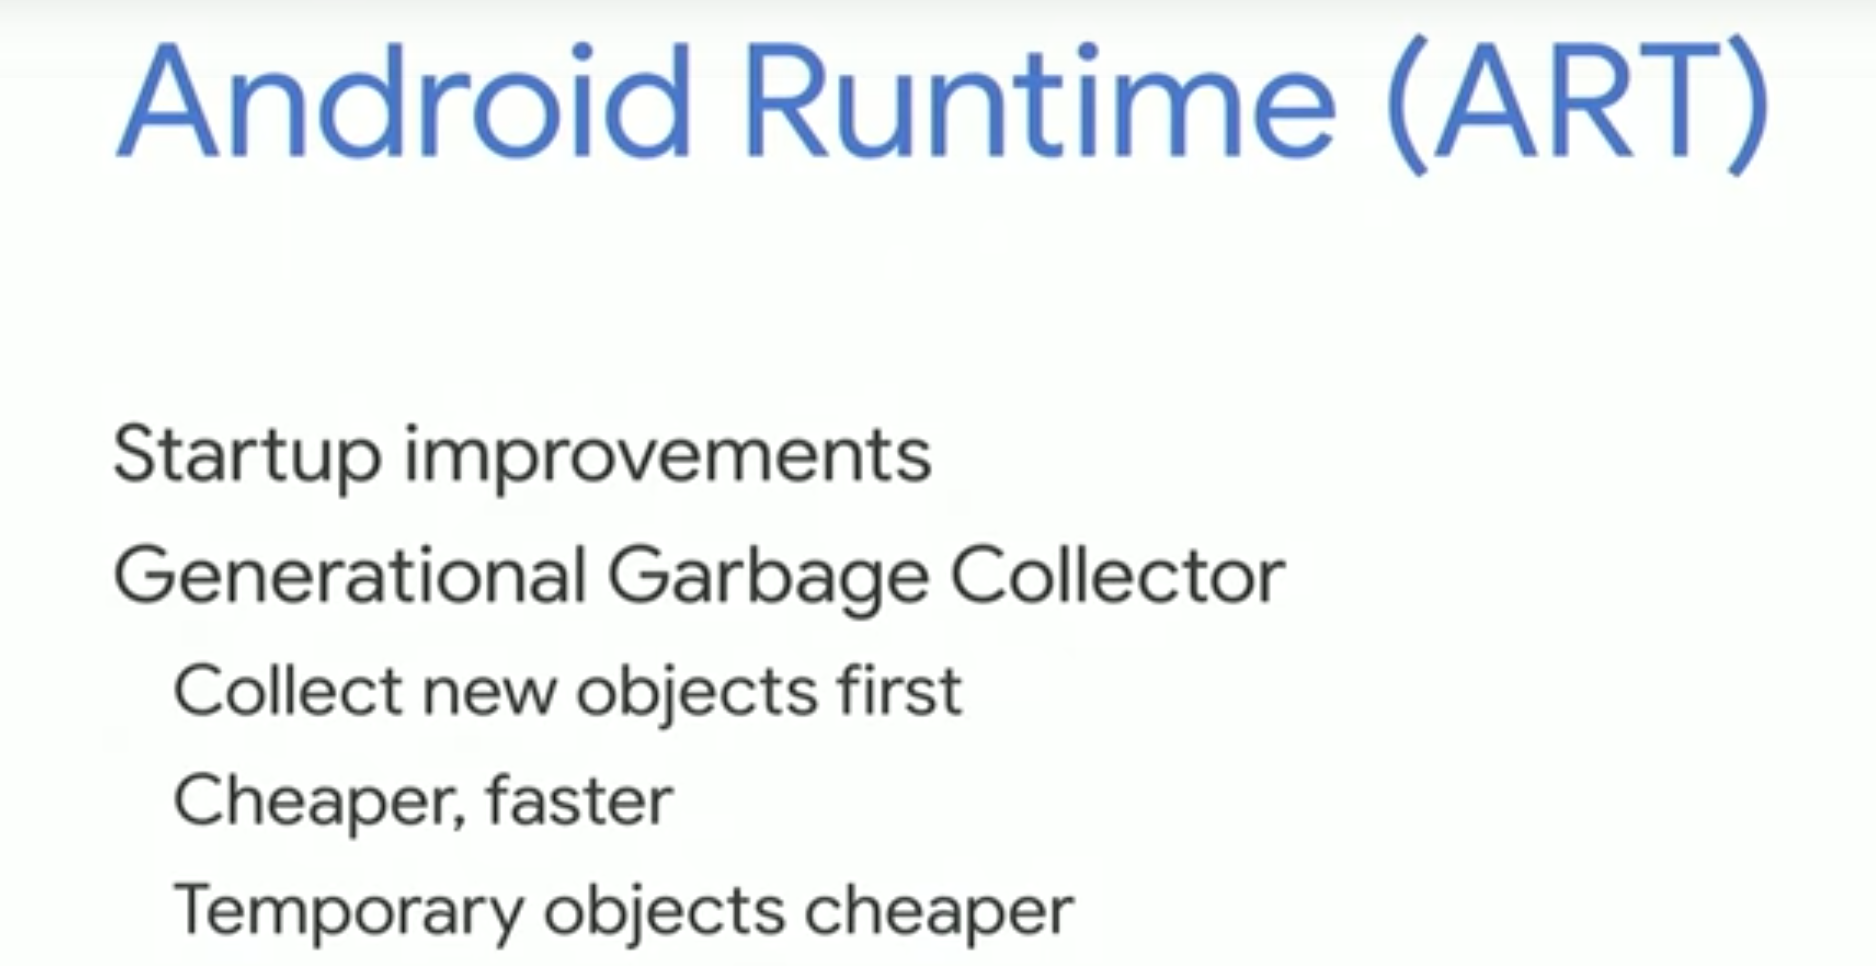 Android Runtime (ART)
Startup improvements
Generational Garbage Collector
Collect new objects first
Cheaper, faster
Temporary objects cheaper